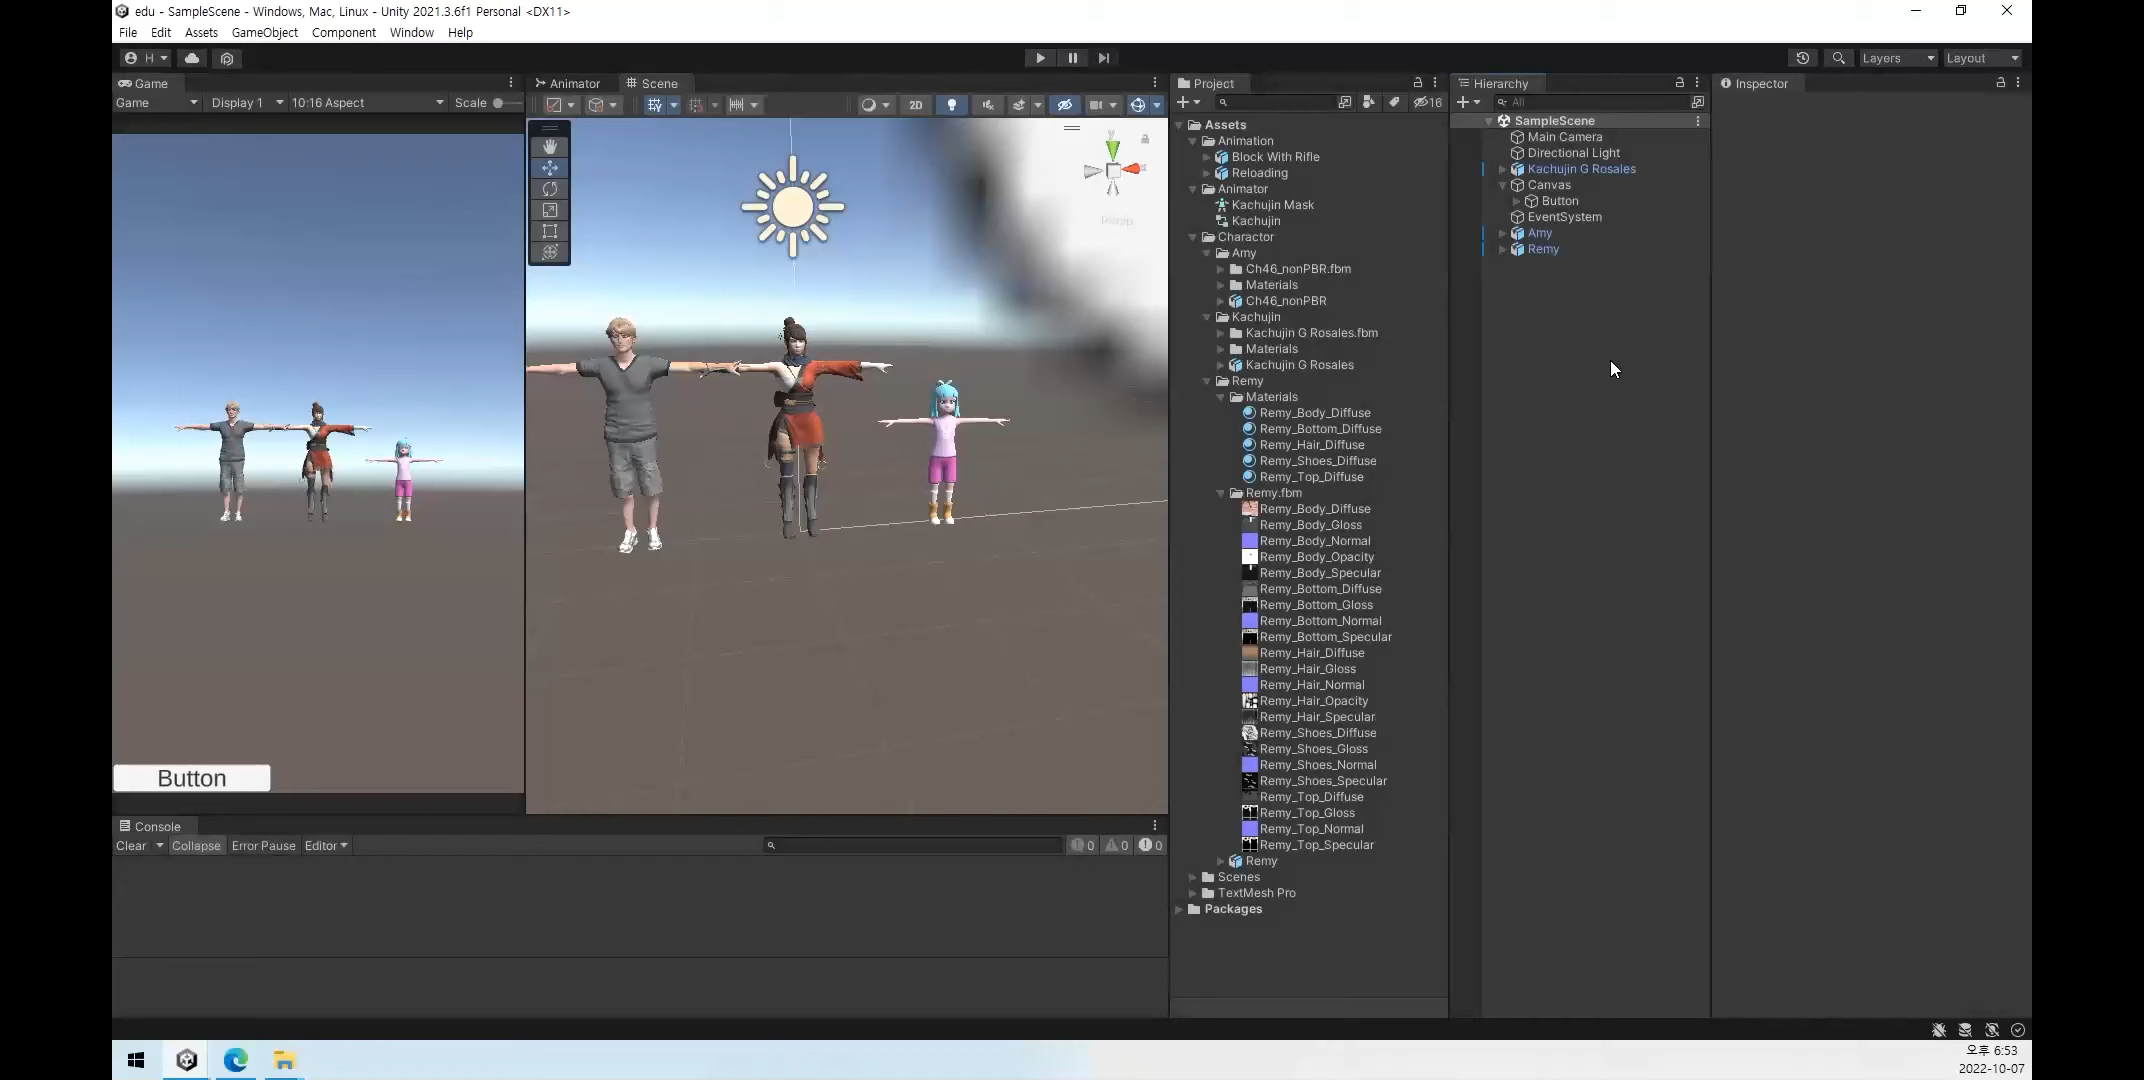 edu - SampleScene - Windows, Mac, Linux - Unity 2021.3.6f1 Personal <DX11>
File Edit Assets GameObject Component Window Help
H Layers Layout
Game
Game Display 1 10:16 Aspect Scale
Button
Animator Scene
2D
Persp
Console
Clear Collapse Error Pause Editor 0 0 0
Project
16
Assets
Animation
Block With Rifle
Reloading
Animator
Kachujin Mask
Kachujin
Charactor
Amy
Ch46_nonPBR.fbm
Materials
Ch46_nonPBR
Kachujin
Kachujin G Rosales.fbm
Materials
Kachujin G Rosales
Remy
Materials
Remy_Body_Diffuse
Remy_Bottom_Diffuse
Remy_Hair_Diffuse
Remy_Shoes_Diffuse
Remy_Top_Diffuse
Remy.fbm
Remy_Body_Diffuse
Remy_Body_Gloss
Remy_Body_Normal
Remy_Body_Opacity
Remy_Body_Specular
Remy_Bottom_Diffuse
Remy_Bottom_Gloss
Remy_Bottom_Normal
Remy_Bottom_Specular
Remy_Hair_Diffuse
Remy_Hair_Gloss
Remy_Hair_Normal
Remy_Hair_Opacity
Remy_Hair_Specular
Remy_Shoes_Diffuse
Remy_Shoes_Gloss
Remy_Shoes_Normal
Remy_Shoes_Specular
Remy_Top_Diffuse
Remy_Top_Gloss
Remy_Top_Normal
Remy_Top_Specular
Remy
Scenes
TextMesh Pro
Packages
Hierarchy
All
SampleScene
Main Camera
Directional Light
Kachujin G Rosales
Canvas
Button
EventSystem
Amy
Remy
Inspector
오후 6:53
2022-10-07